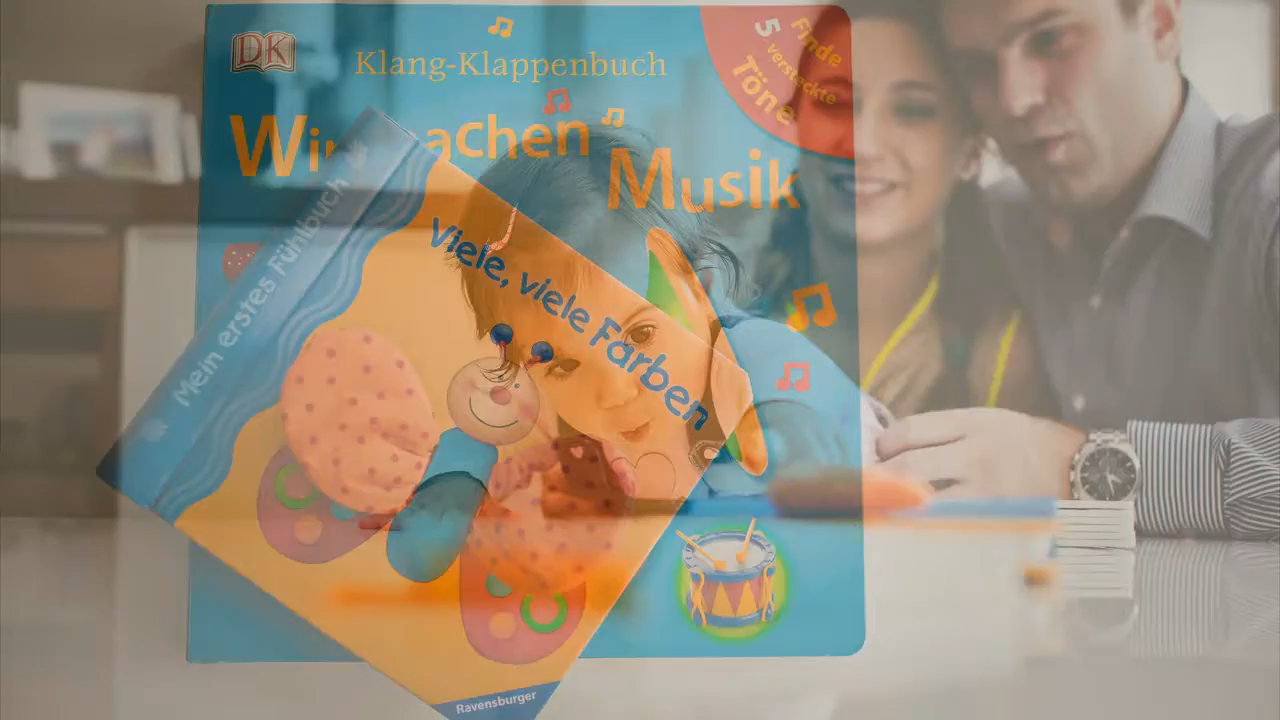 DK
Klang-Klappenbuch
5
Finde
versteckte
Töne
Musik
Mein erstes Fühlbuch
Viele, viele Farben
Ravensburger